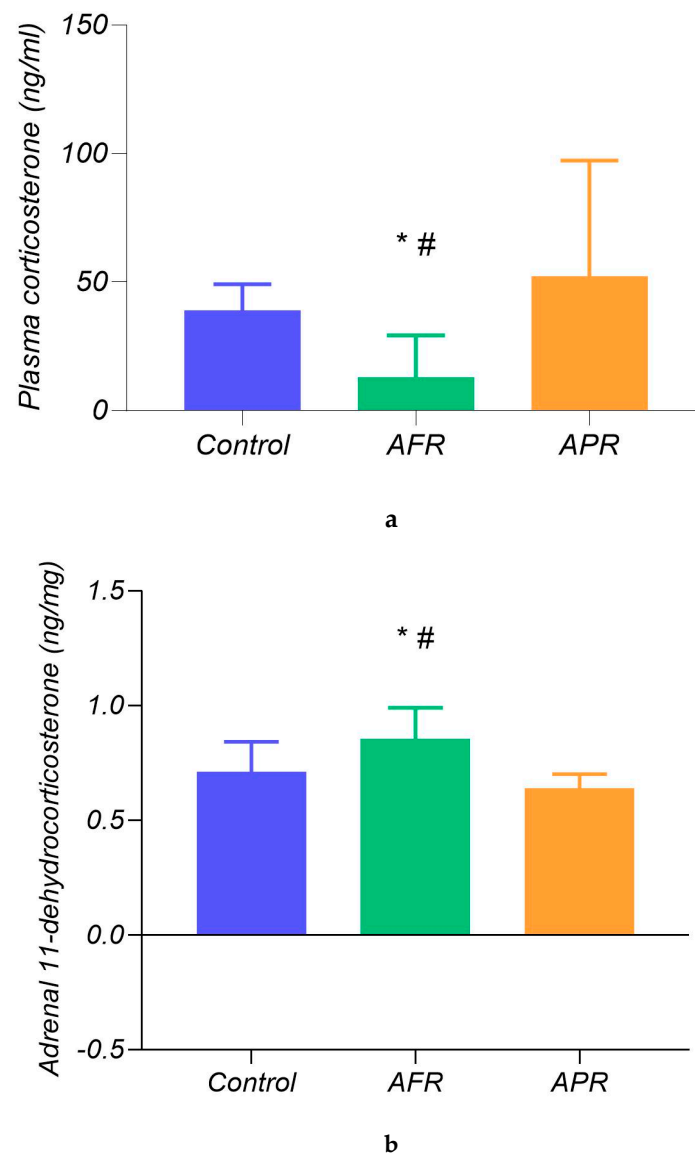 Plasma corticosterone (ng/ml)
150
100
50
0
* #
Control AFR APR
a
Adrenal 11-dehydrocorticosterone (ng/mg)
1.5
1.0
0.5
0.0
-0.5
* #
Control AFR APR
b